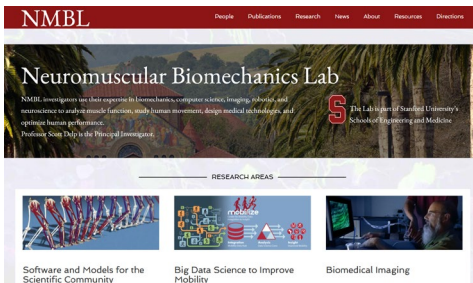 NMBL
People Publications Research News About Resources Directions
Neuromuscular Biomechanics Lab
NMBL investigators use their expertise in biomechanics, computer science, imaging, robotics, and
neuroscience to analyze muscle function, study human movement, design medical technologies, and
optimize human performance.
Professor Scott Delp is the Principal Investigator.
S
The Lab is part of Stanford University's
Schools of Engineering and Medicine
RESEARCH AREAS
mobilize
Software and Models for the
Scientific Community
Big Data Science to Improve
Mobility
Biomedical Imaging